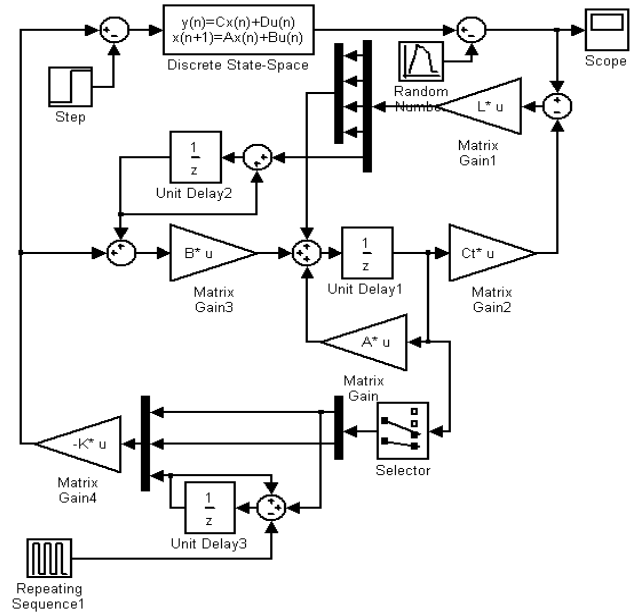 y(n)=Cx(n)+Du(n)
x(n+1)=Ax(n)+Bu(n)
Discrete State-Space
Scope
Step
Random
Number
L* u
Matrix
Gain1
1
z
Unit Delay2
B* u
Matrix
Gain3
1
z
Unit Delay1
Ct* u
Matrix
Gain2
A* u
Matrix
Gain
Selector
-K* u
Matrix
Gain4
1
z
Unit Delay3
Repeating
Sequence1